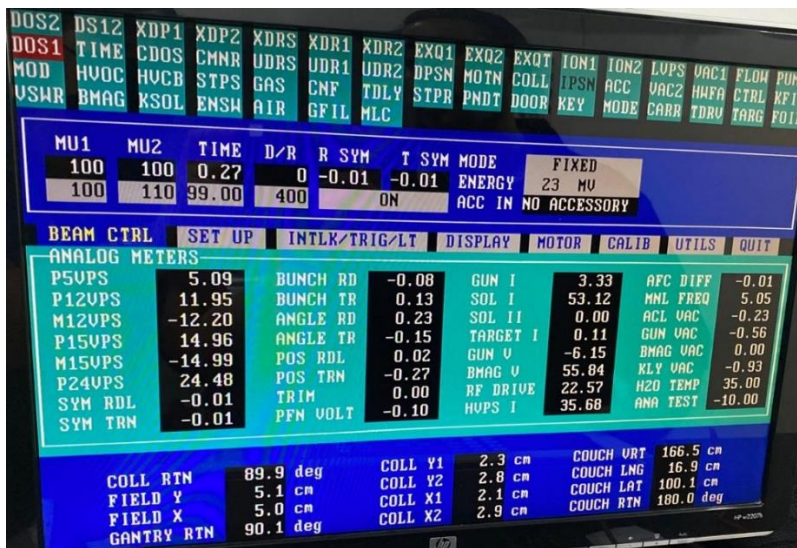 DOS2 DS12 XDP1 XDP2 XDRS XDR1 XDR2 EXQ1 EXQ2 EXQT ION1 ION2 LVPS VAC1 FLOW PUM
DOS1 TIME CDOS CMNR UDRS UDR1 UDR2 DPSN MOTN COLL IPSN ACC VAC2 HWFA CTRL KFI
MOD HVOC HVCB STPS GAS CNF TDLY STPR PNDT DOOR KEY MODE CARR TDRV TARG FOIL
VSWR BMAG KSOL ENSW AIR GFIL MLC
MU1 MU2 TIME D/R R SYM T SYM MODE FIXED
100 100 0.27 0 -0.01 -0.01 ENERGY 23 MV
100 110 99.00 400 ON ACC IN NO ACCESSORY
BEAM CTRL SET UP INTLK/TRIG/LT DISPLAY MOTOR CALIB UTILS QUIT
ANALOG METERS
P5VPS 5.09 BUNCH RD -0.08 GUN I 3.33 AFC DIFF -0.01
P12VPS 11.95 BUNCH TR 0.13 SOL I 53.12 MNL FREQ 5.05
M12VPS -12.20 ANGLE RD 0.23 SOL II 0.00 ACL VAC -0.23
P15VPS 14.96 ANGLE TR -0.15 TARGET I 0.11 GUN VAC -0.56
M15VPS -14.99 POS RDL 0.02 GUN V -6.15 BMAG VAC 0.00
P24VPS 24.48 POS TRN -0.27 BMAG V 55.84 KLY VAC -0.93
SYM RDL -0.01 TRIM 0.00 RF DRIVE 22.57 H2O TEMP 35.00
SYM TRN -0.01 PFN VOLT -0.10 HVPS I 35.68 ANA TEST -10.00
COLL RTN 89.9 deg COLL Y1 2.3 cm COUCH VRT 166.5 cm
FIELD Y 5.1 cm COLL Y2 2.8 cm COUCH LNG 16.9 cm
FIELD X 5.0 cm COLL X1 2.1 cm COUCH LAT 100.1 cm
GANTRY RTN 90.1 deg COLL X2 2.9 cm COUCH RTN 180.0 deg
hp
HP w2207h